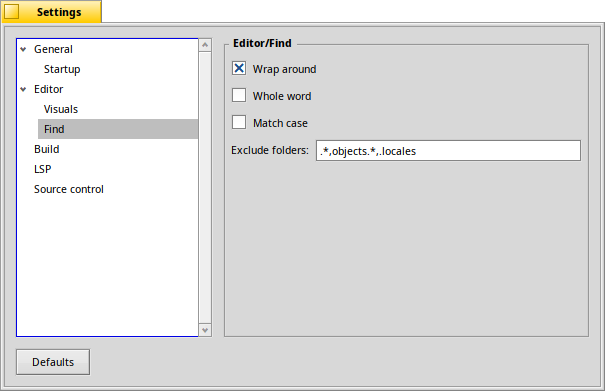 Settings
General
Startup
Editor
Visuals
Find
Build
LSP
Source control
Editor/Find
Wrap around
Whole word
Match case
Exclude folders: .*,objects.*,.locales
Defaults